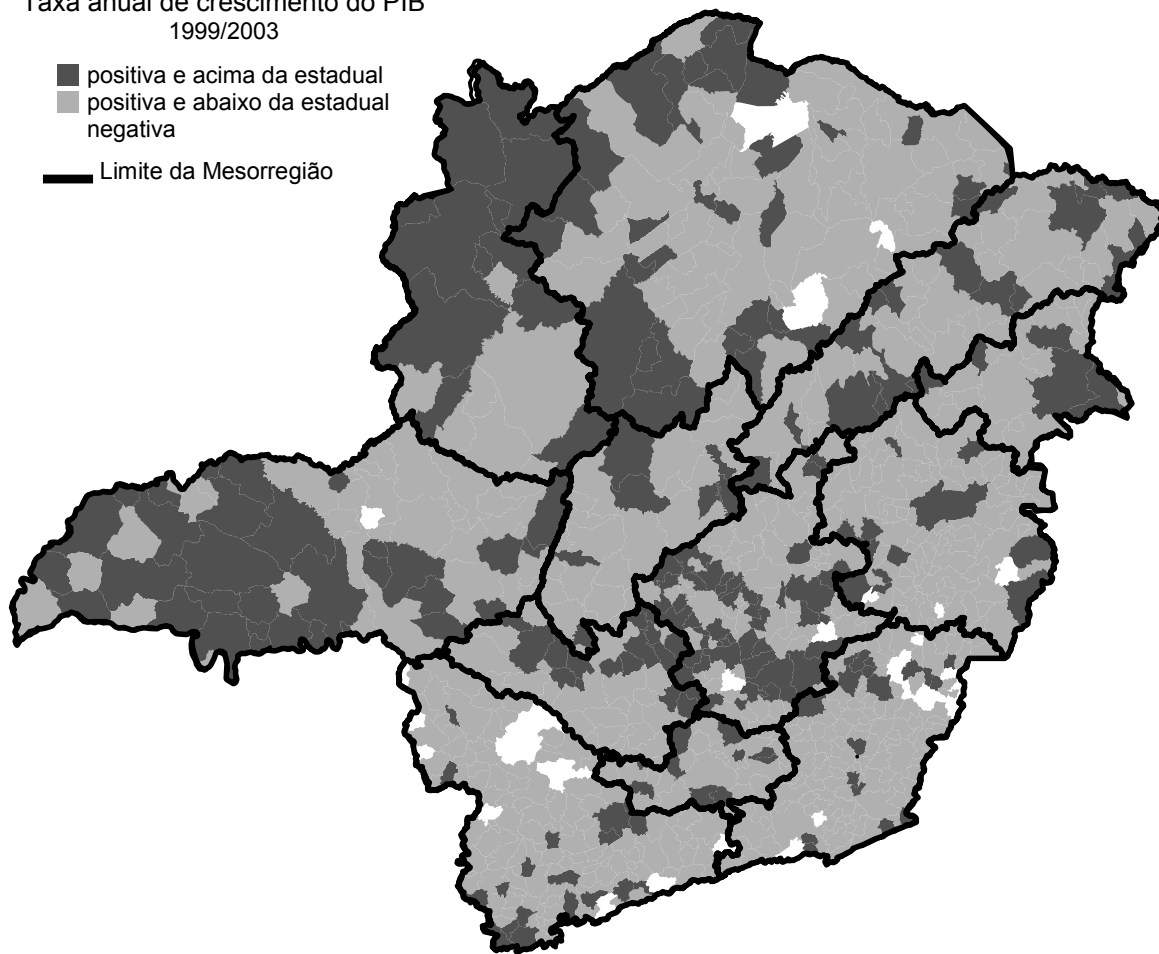 Taxa anual de crescimento do PIB
1999/2003
positiva e acima da estadual
positiva e abaixo da estadual
negativa
Limite da Mesorregião